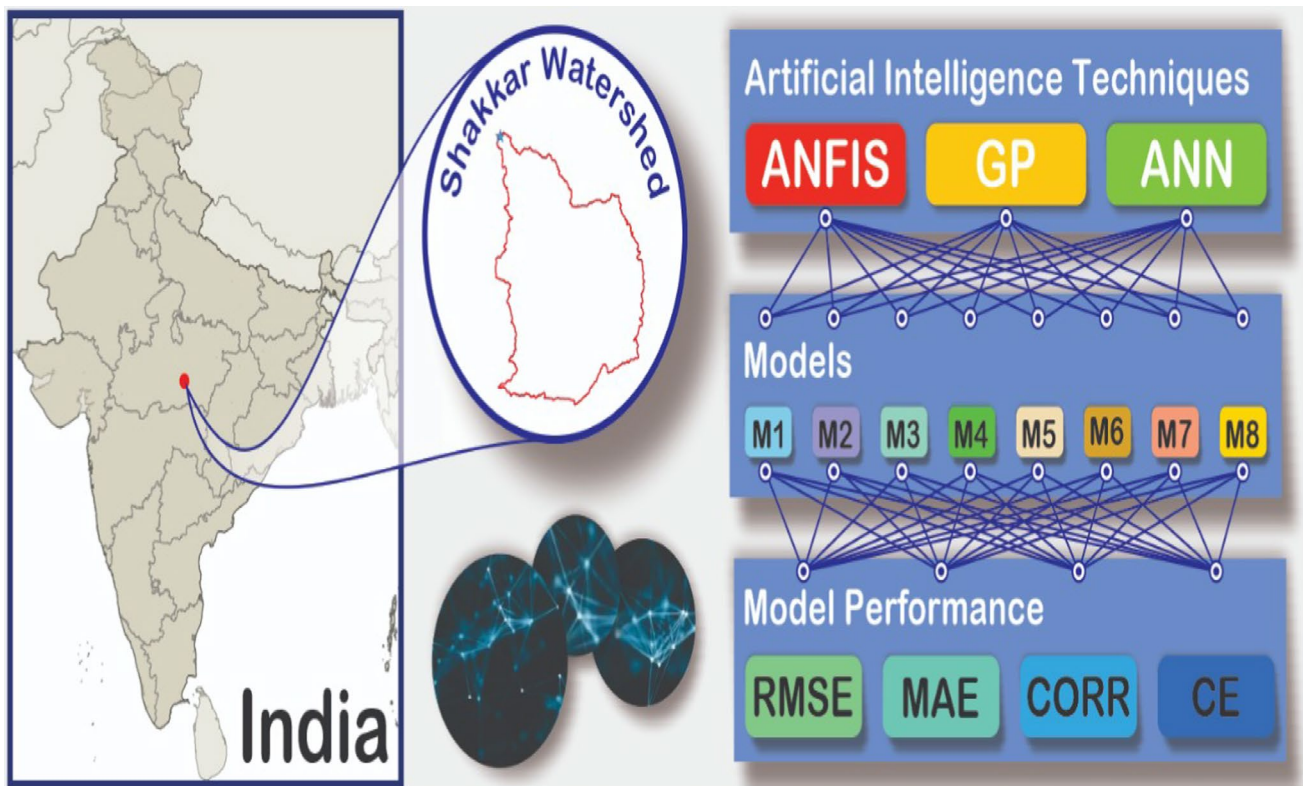 India
Shakkar Watershed
Artificial Intelligence Techniques
ANFIS GP ANN
Models
M1 M2 M3 M4 M5 M6 M7 M8
Model Performance
RMSE MAE CORR CE